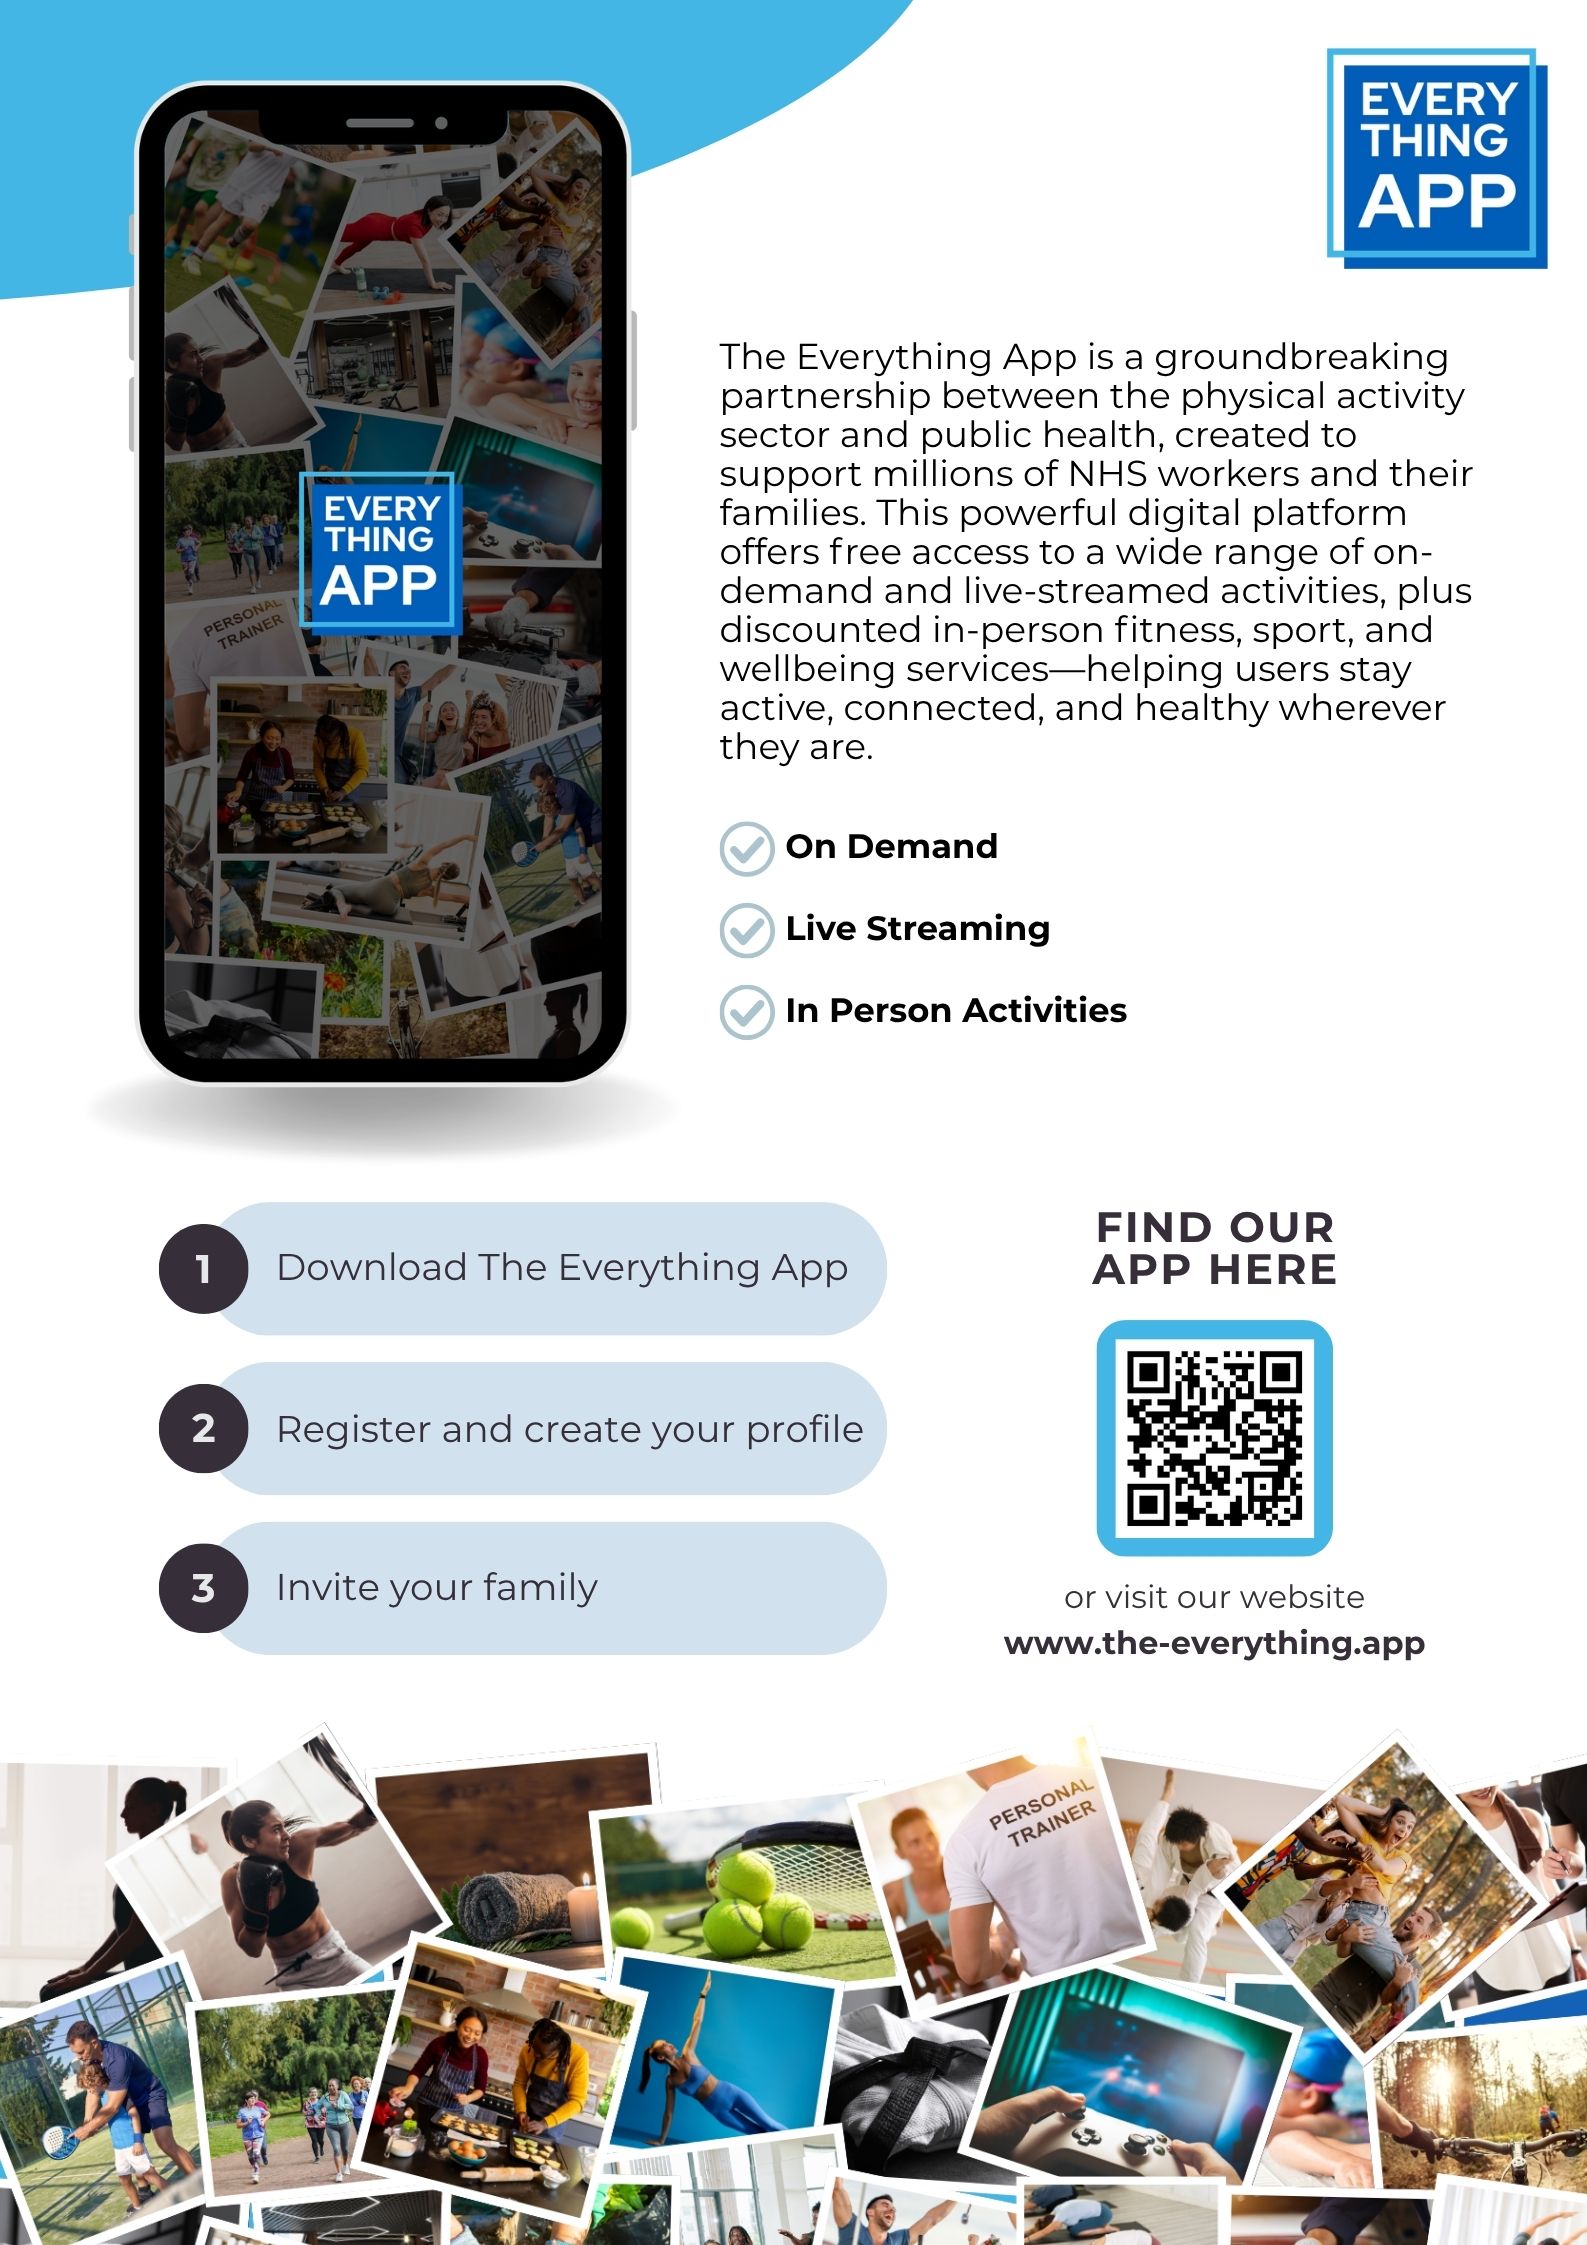 EVERY
THING
APP
The Everything App is a groundbreaking
partnership between the physical activity
sector and public health, created to
support millions of NHS workers and their
families. This powerful digital platform
offers free access to a wide range of on-
demand and live-streamed activities, plus
discounted in-person fitness, sport, and
wellbeing services—helping users stay
active, connected, and healthy wherever
they are.
On Demand
Live Streaming
In Person Activities
PERSONAL
TRAINER
EVERY
THING
APP
1 Download The Everything App
2 Register and create your profile
3 Invite your family
FIND OUR
APP HERE
or visit our website
www.the-everything.app
PERSONAL
TRAINER